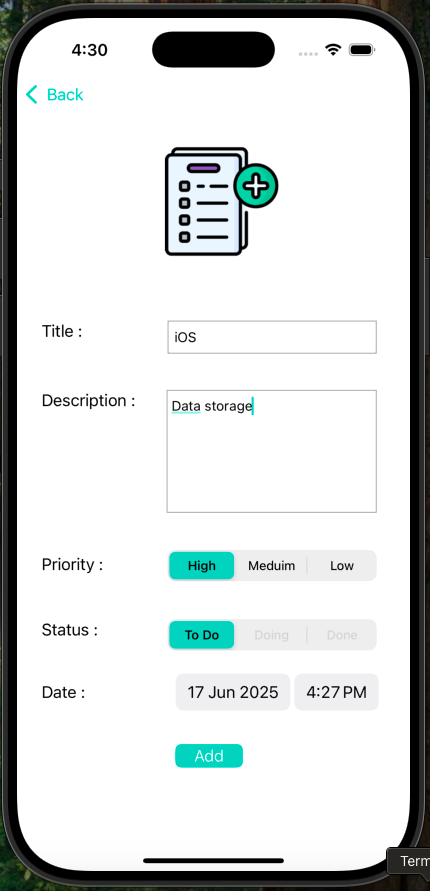 4:30
Back
Title :
iOS
Description :
Data storage
Priority :
High Meduim Low
Status :
To Do Doing Done
Date :
17 Jun 2025 4:27 PM
Add